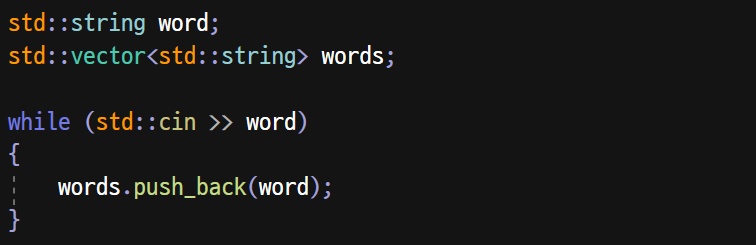 std::string word;
std::vector<std::string> words;
while (std::cin >> word)
{
words.push_back(word);
}